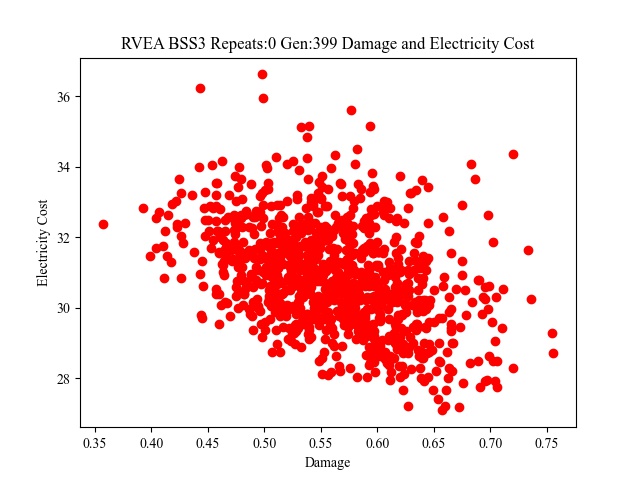 RVEA BSS3 Repeats:0 Gen:399 Damage and Electricity Cost
36
34
32
30
28
Electricity Cost
0.35 0.40 0.45 0.50 0.55 0.60 0.65 0.70 0.75
Damage